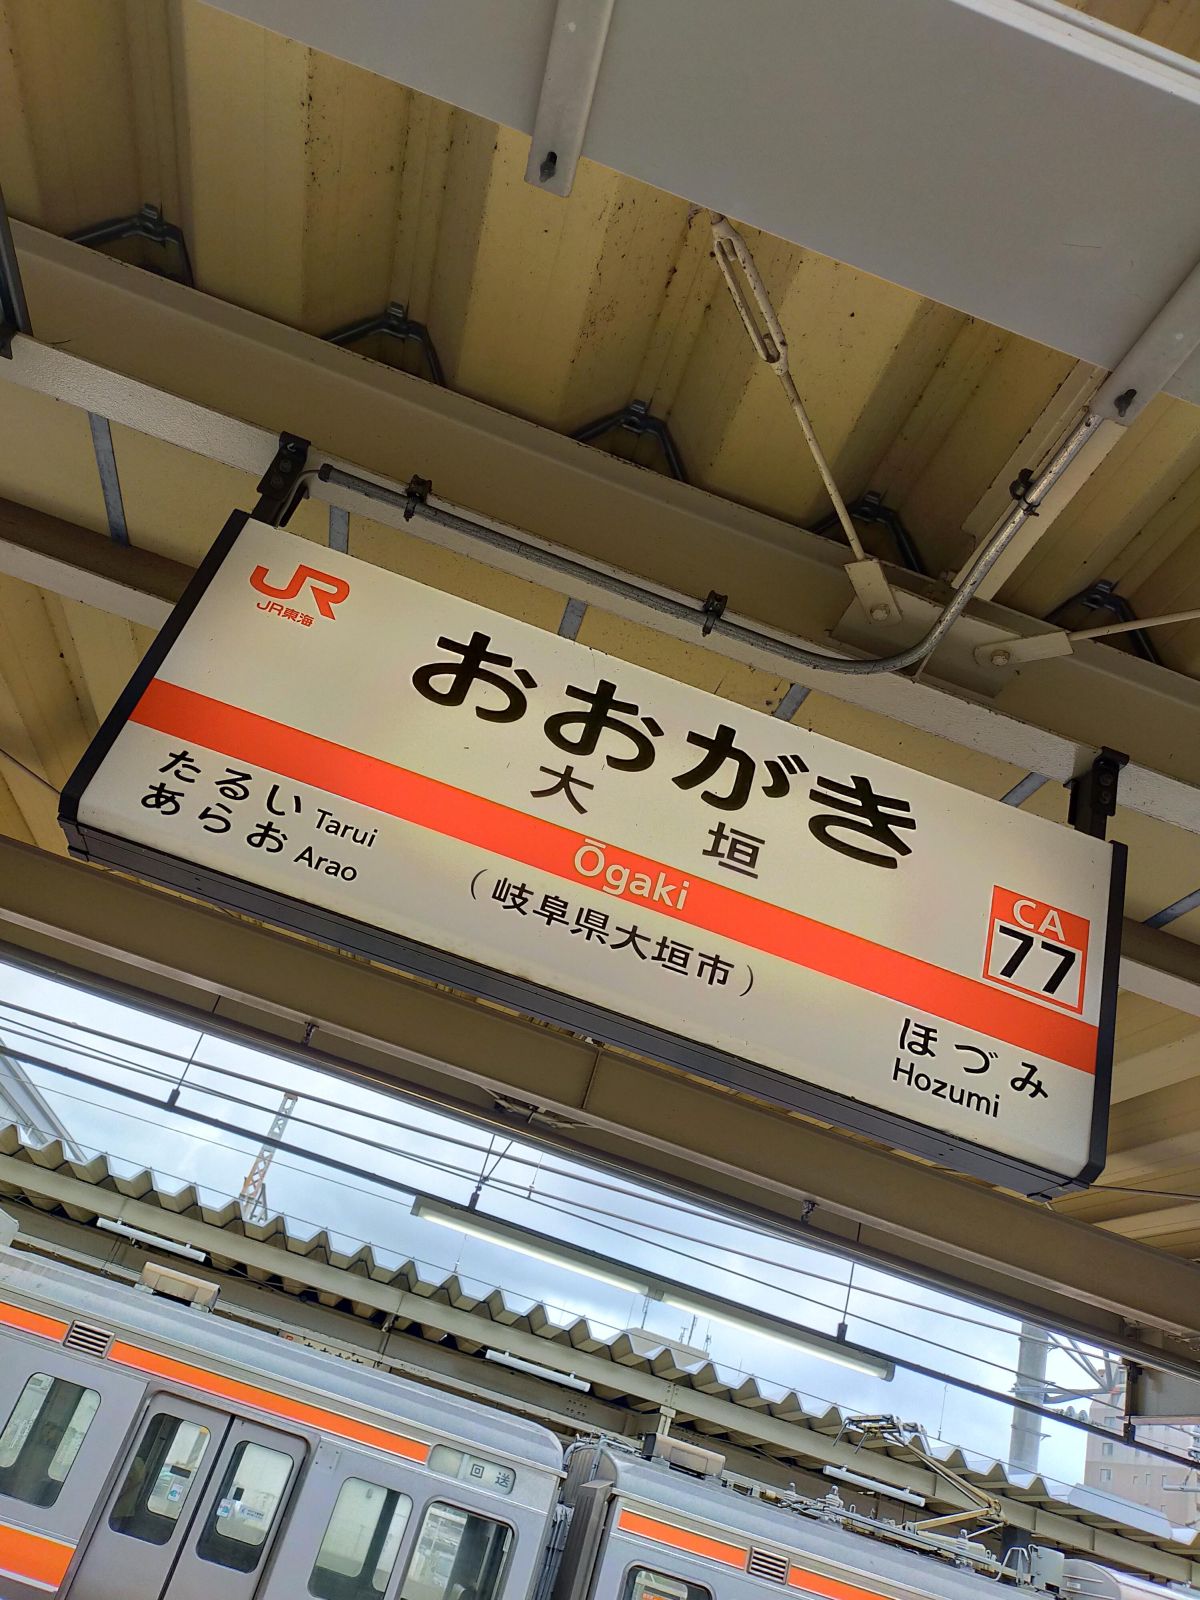 JR
JR東海
おおがき
大垣
Ōgaki
(岐阜県大垣市)
CA
77
たるい Tarui
あらお Arao
ほづみ
Hozumi
回送